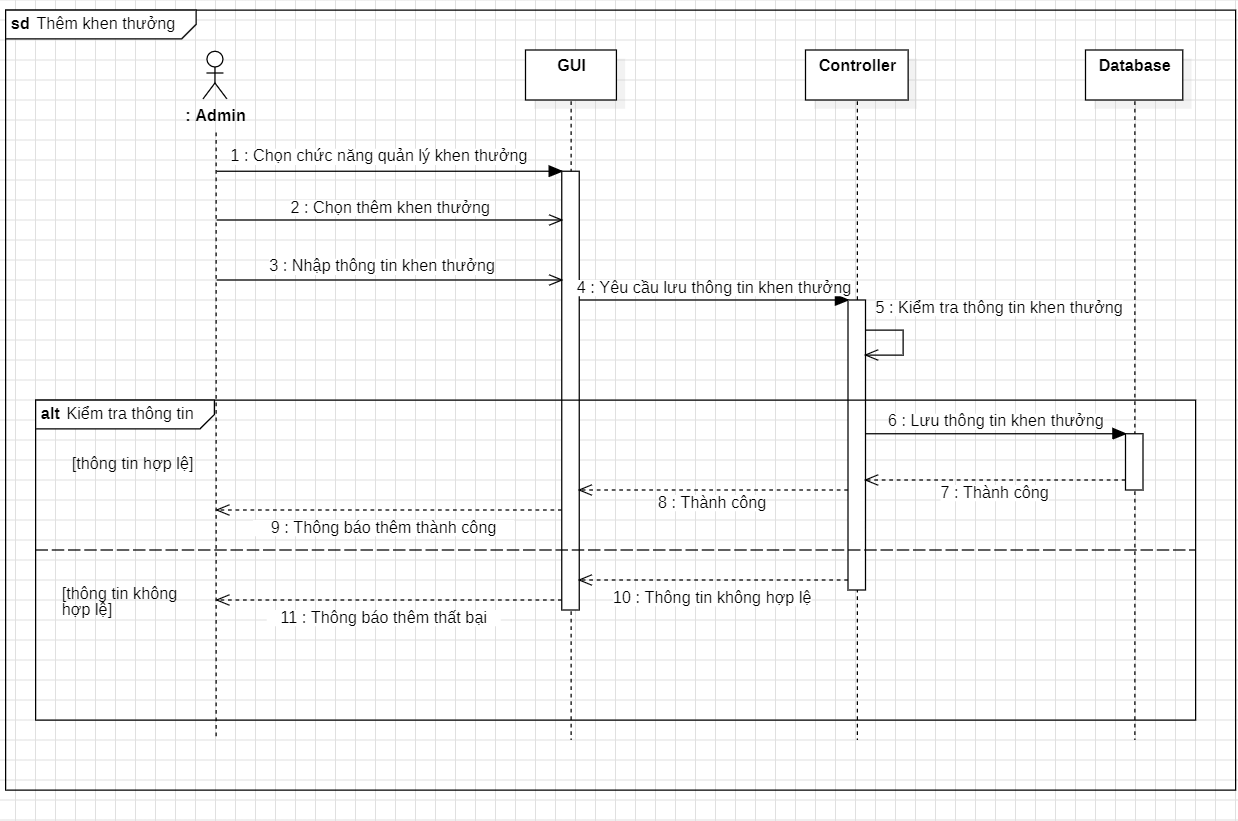 sd Thêm khen thưởng
GUI
Controller
Database
: Admin
1 : Chọn chức năng quản lý khen thưởng
2 : Chọn thêm khen thưởng
3 : Nhập thông tin khen thưởng
4 : Yêu cầu lưu thông tin khen thưởng
5 : Kiểm tra thông tin khen thưởng
alt Kiểm tra thông tin
6 : Lưu thông tin khen thưởng
[thông tin hợp lệ]
7 : Thành công
8 : Thành công
9 : Thông báo thêm thành công
[thông tin không
hợp lệ]
10 : Thông tin không hợp lệ
11 : Thông báo thêm thất bại